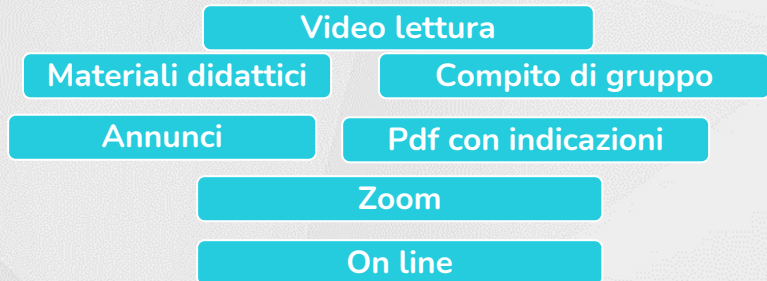 Video lettura
Materiali didattici
Compito di gruppo
Annunci
Pdf con indicazioni
Zoom
On line